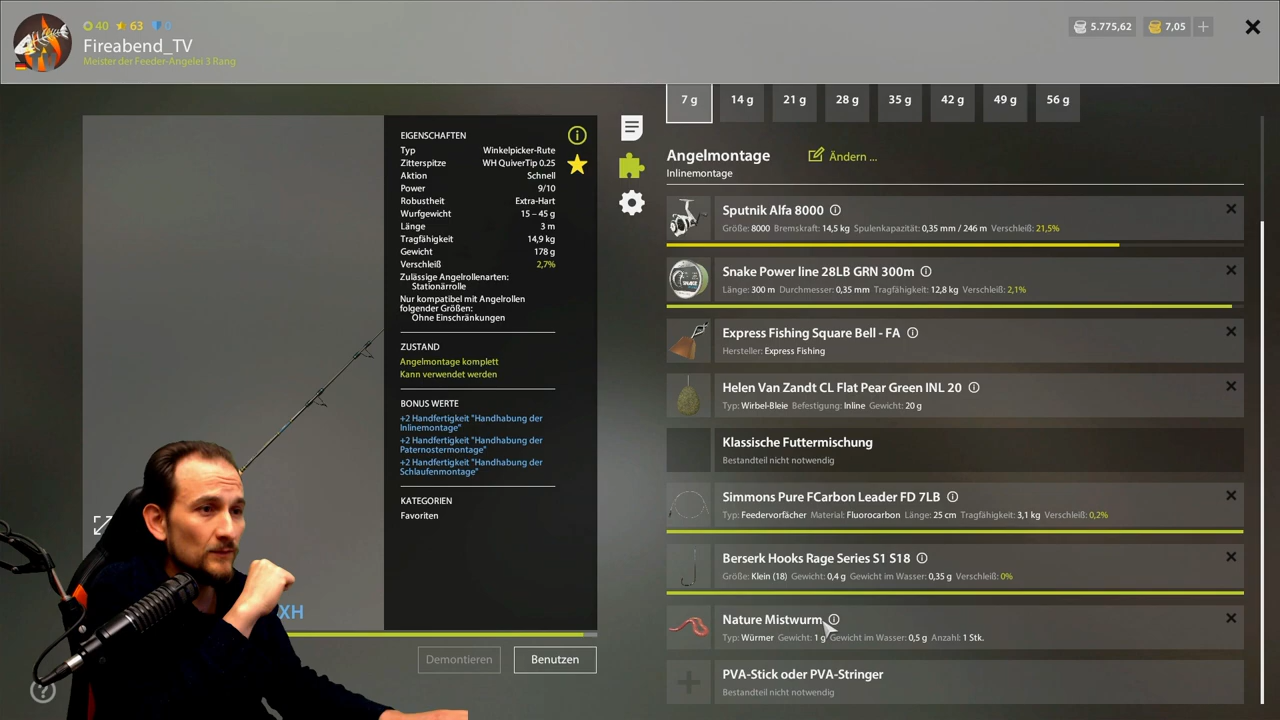 40 63 0
Fireabend_TV
Meister der Feeder-Angelei 3 Rang
5.775,62 7,05 +
EIGENSCHAFTEN
Typ Winkelpicker-Rute
Zitterspitze WH QuiverTip 0.25
Aktion Schnell
Power 9/10
Robustheit Extra-Hart
Wurfgewicht 15 – 45 g
Länge 3 m
Tragfähigkeit 14,9 kg
Gewicht 178 g
Verschleiß 2,7%
Zulässige Angelrollenarten:
Stationärrolle
Nur kompatibel mit Angelrollen
folgender Größen:
Ohne Einschränkungen
ZUSTAND
Angelmontage komplett
Kann verwendet werden
BONUS WERTE
+2 Handfertigkeit "Handhabung der
Inlinemontage"
+2 Handfertigkeit "Handhabung der
Paternostermontage"
+2 Handfertigkeit "Handhabung der
Schlaufenmontage"
KATEGORIEN
Favoriten
XH
Demontieren Benutzen
7 g 14 g 21 g 28 g 35 g 42 g 49 g 56 g
Angelmontage Ändern ...
Inlinemontage
Sputnik Alfa 8000
Größe: 8000 Bremskraft: 14,5 kg Spulenkapazität: 0,35 mm / 246 m Verschleiß: 21,5%
Snake Power line 28LB GRN 300m
Länge: 300 m Durchmesser: 0,35 mm Tragfähigkeit: 12,8 kg Verschleiß: 2,1%
Express Fishing Square Bell - FA
Hersteller: Express Fishing
Helen Van Zandt CL Flat Pear Green INL 20
Typ: Wirbel-Bleie Befestigung: Inline Gewicht: 20 g
Klassische Futtermischung
Bestandteil nicht notwendig
Simmons Pure FCarbon Leader FD 7LB
Typ: Feedervorfächer Material: Fluorocarbon Länge: 25 cm Tragfähigkeit: 3,1 kg Verschleiß: 0,2%
Berserk Hooks Rage Series S1 S18
Größe: Klein (18) Gewicht: 0,4 g Gewicht im Wasser: 0,35 g Verschleiß: 0%
Nature Mistwurm
Typ: Würmer Gewicht: 1 g Gewicht im Wasser: 0,5 g Anzahl: 1 Stk.
PVA-Stick oder PVA-Stringer
Bestandteil nicht notwendig